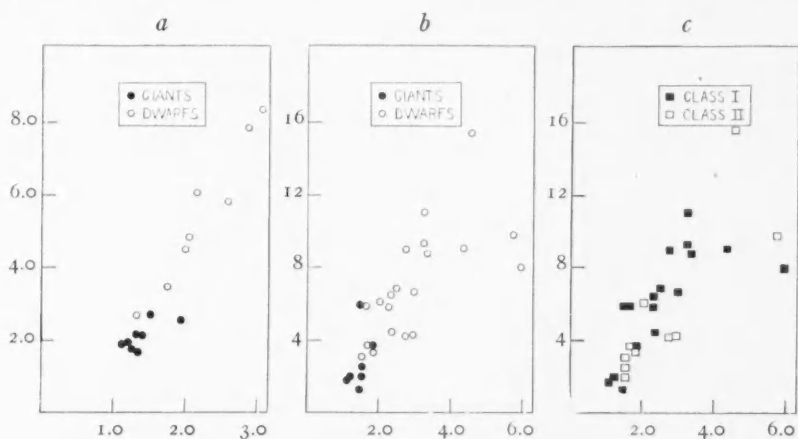 a b c
GIANTS
DWARFS
GIANTS
DWARFS
CLASS I
CLASS II
8.0
6.0
4.0
2.0
16
12
8
4
16
12
8
4
1.0 2.0 3.0
2.0 4.0 6.0
2.0 4.0 6.0